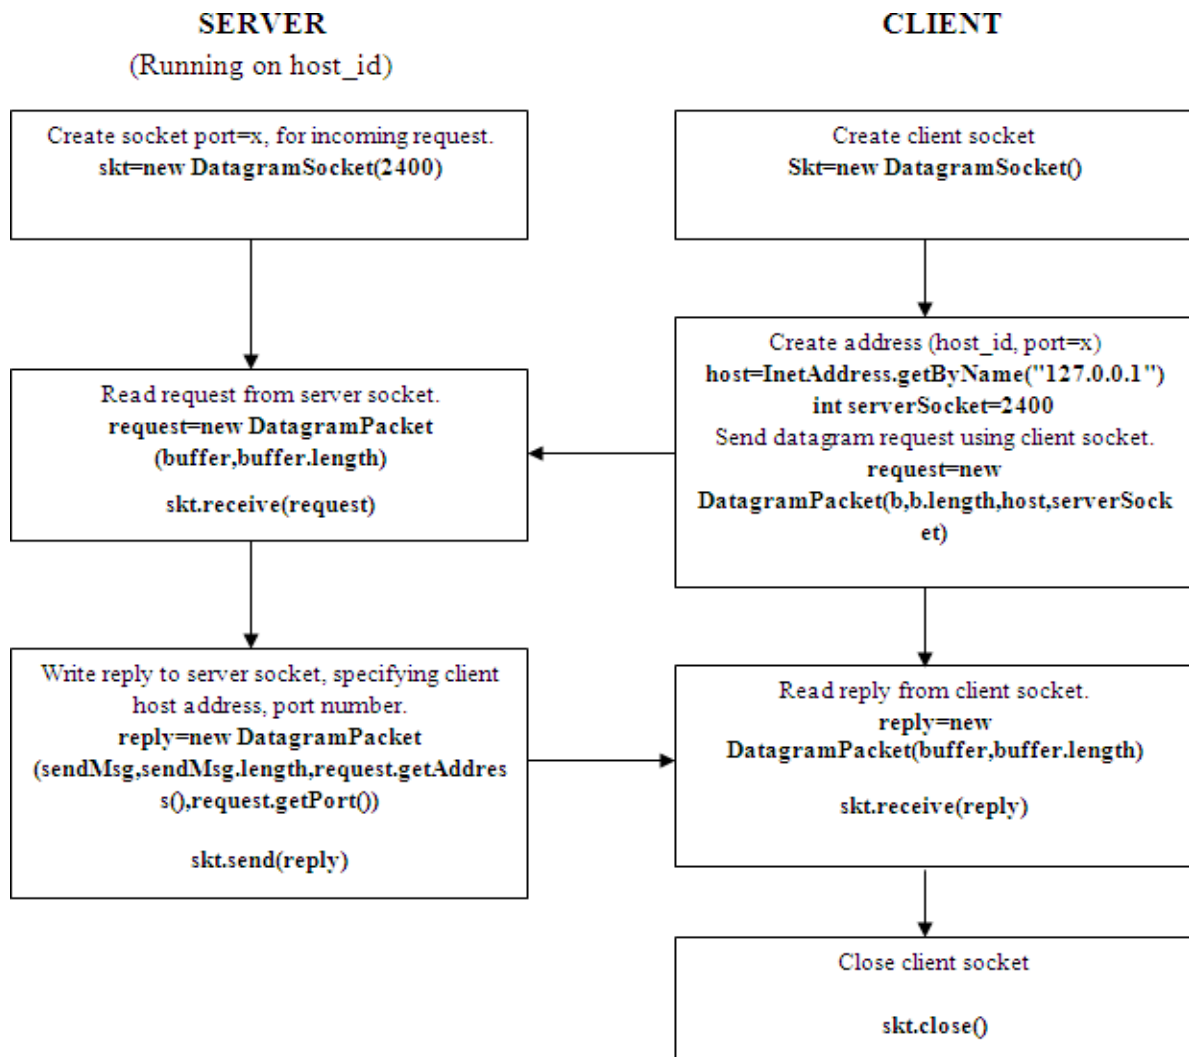 SERVER
(Running on host_id)
Create socket port=x, for incoming request.
skt=new DatagramSocket(2400)
Read request from server socket.
request=new DatagramPacket
(buffer,buffer.length)
skt.receive(request)
Write reply to server socket, specifying client
host address, port number.
reply=new DatagramPacket
(sendMsg,sendMsg.length,request.getAddres
s(),request.getPort())
skt.send(reply)
CLIENT
Create client socket
Skt=new DatagramSocket()
Create address (host_id, port=x)
host=InetAddress.getByName("127.0.0.1")
int serverSocket=2400
Send datagram request using client socket.
request=new
DatagramPacket(b,b.length,host,serverSock
et)
Read reply from client socket.
reply=new
DatagramPacket(buffer,buffer.length)
skt.receive(reply)
Close client socket
skt.close()